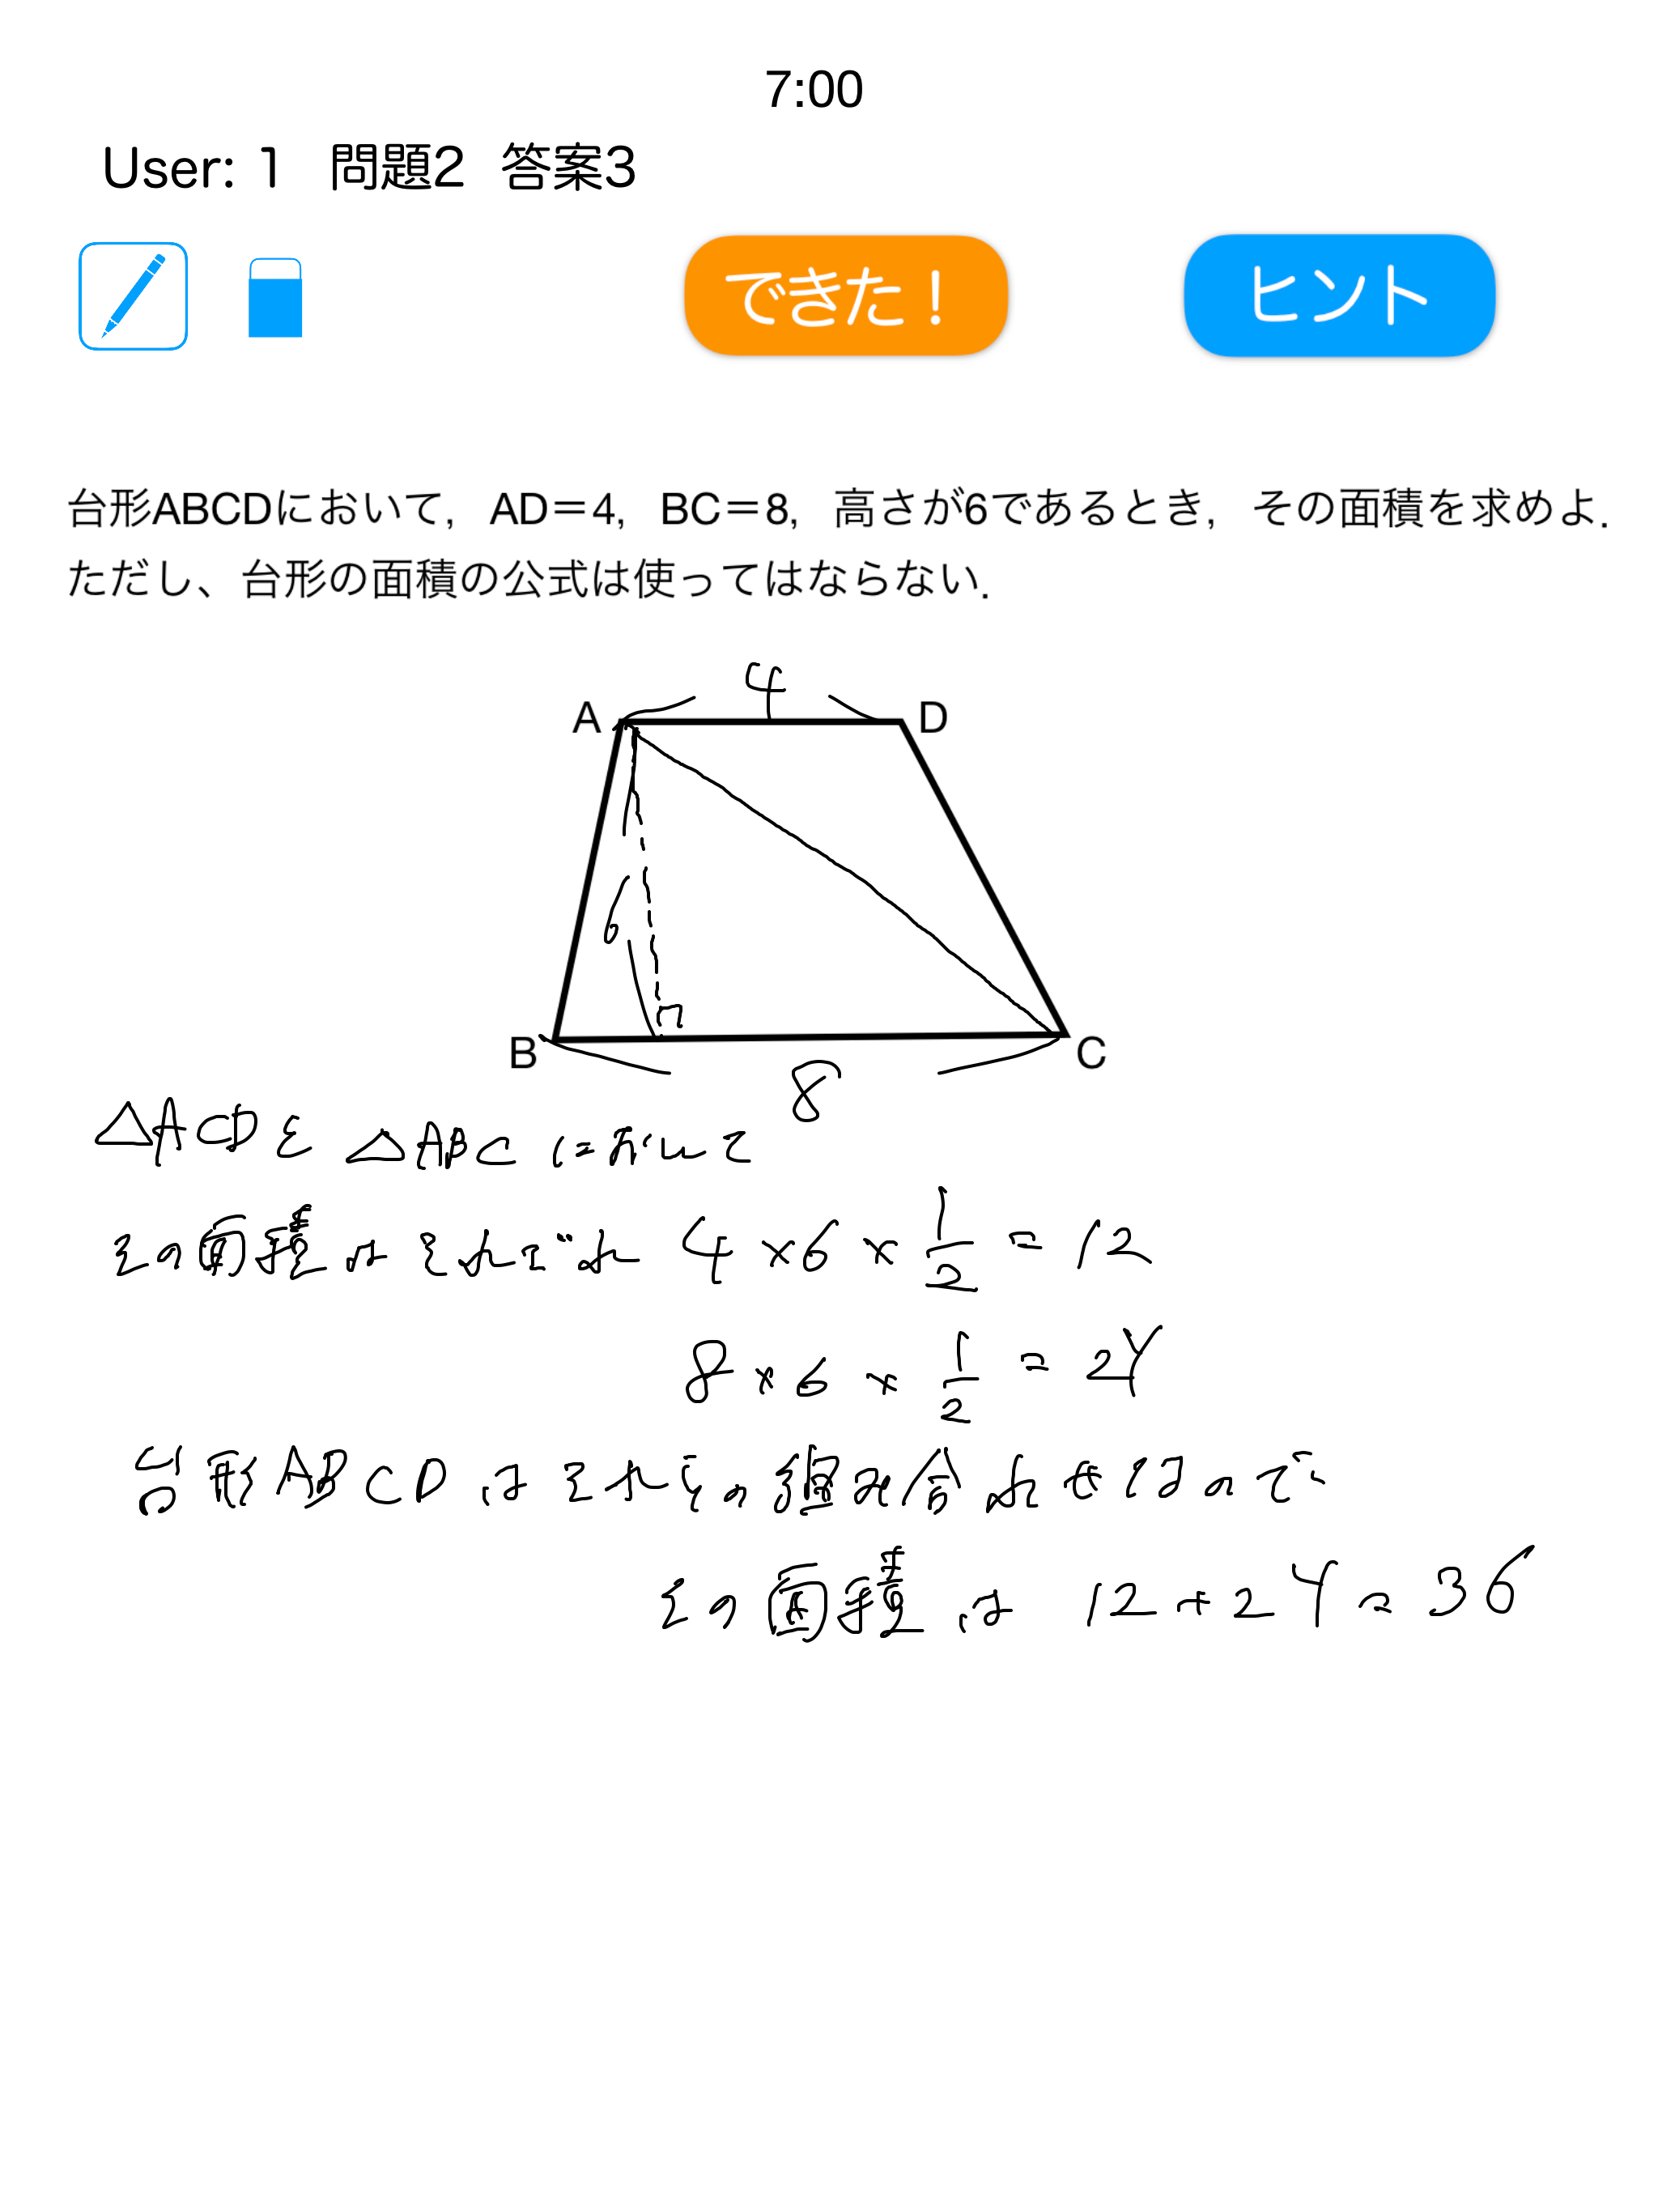 7:00
User: 1 問題2 答案3
できた！ ヒント
台形ABCDにおいて，AD＝4，BC＝8，高さが6であるとき，その面積を求めよ．
ただし、台形の面積の公式は使ってはならない．
4
A D
6
B C
8
△ACDと△ABCにおいて
その面積はそれぞれ 4×6×1/2=12
8×6×1/2=24
台形ABCDはそれらの組み合わせなので
その面積は 12+24=36